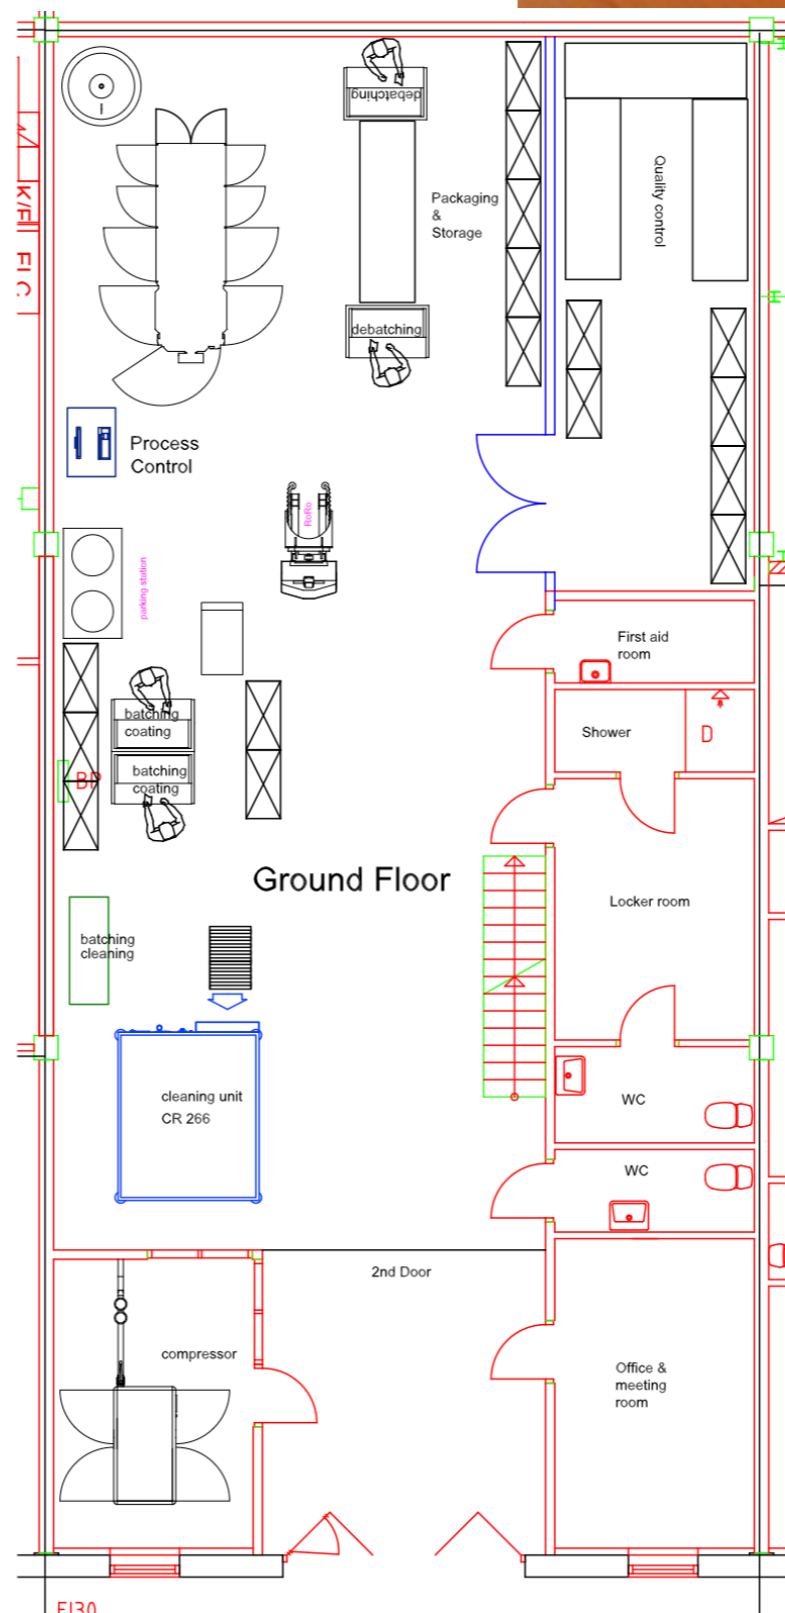 debatching
Packaging
&
Storage
Quality control
K/FL
debatching
Process
Control
RoRo
parking station
First aid
room
batching
coating
Shower
D
batching
coating
BP
Ground Floor
Locker room
batching
cleaning
cleaning unit
CR 266
WC
WC
2nd Door
compressor
Office &
meeting
room
EI30